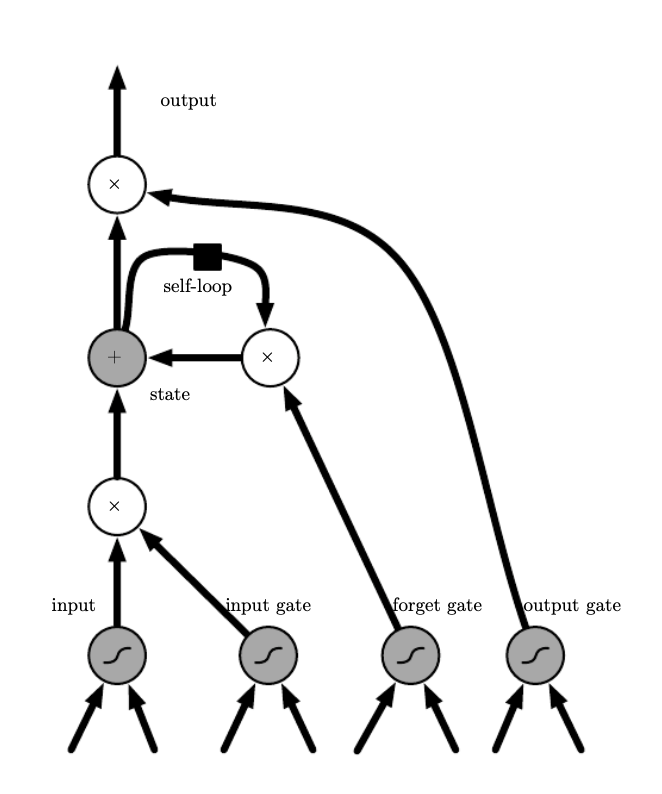 output
×
self-loop
+
×
state
×
input
input gate
forget gate
output gate